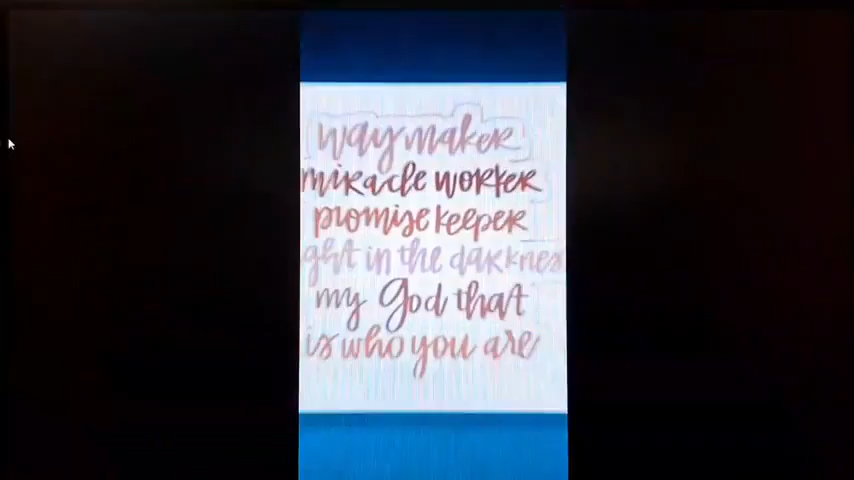 way maker
miracle worker
promise keeper
ght in the darknes
my God that
is who you are